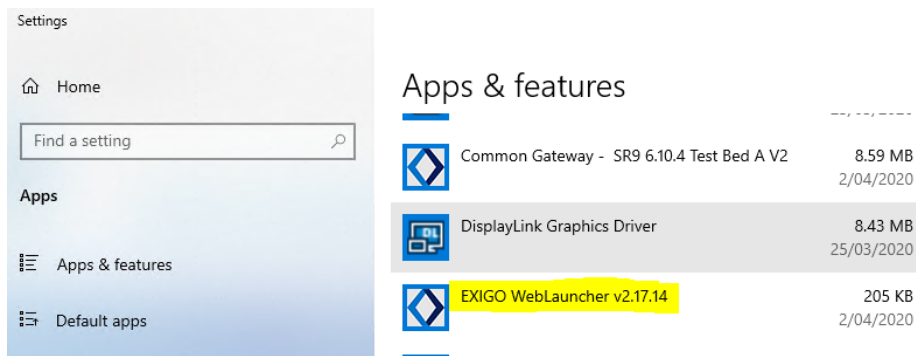 Settings
Home
Find a setting
Apps
Apps & features
Default apps
Apps & features
Common Gateway - SR9 6.10.4 Test Bed A V2
8.59 MB
2/04/2020
DL
DisplayLink Graphics Driver
8.43 MB
25/03/2020
EXIGO WebLauncher v2.17.14
205 KB
2/04/2020